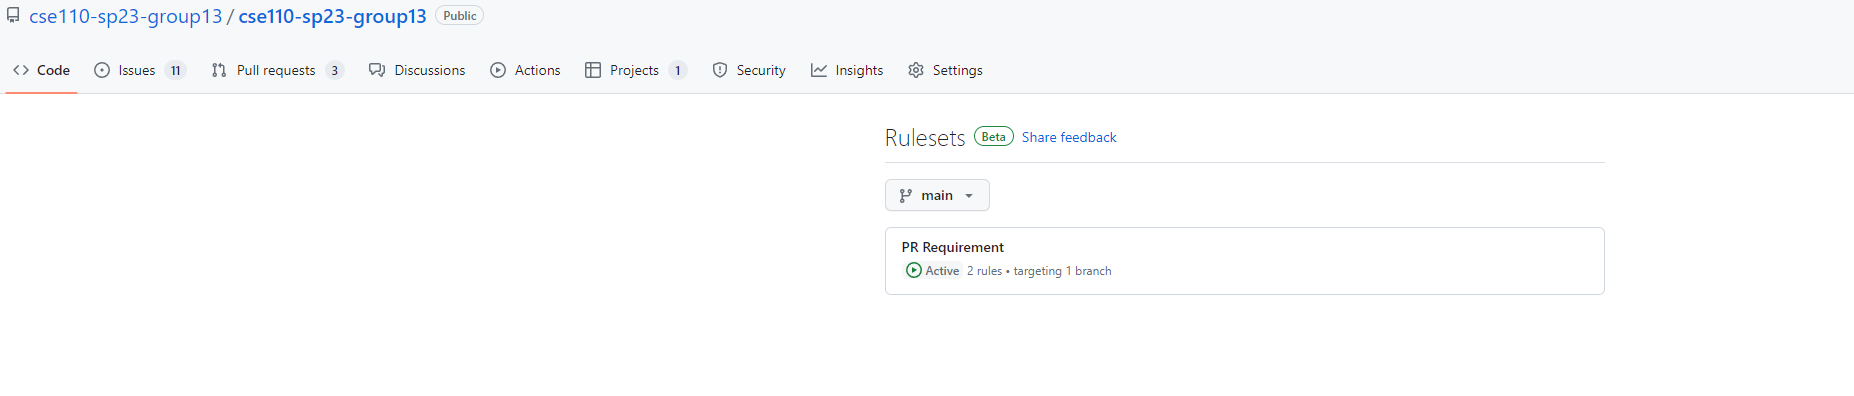 cse110-sp23-group13 / cse110-sp23-group13 Public
Code Issues 11 Pull requests 3 Discussions Actions Projects 1 Security Insights Settings
Rulesets Beta Share feedback
main
PR Requirement
Active 2 rules • targeting 1 branch